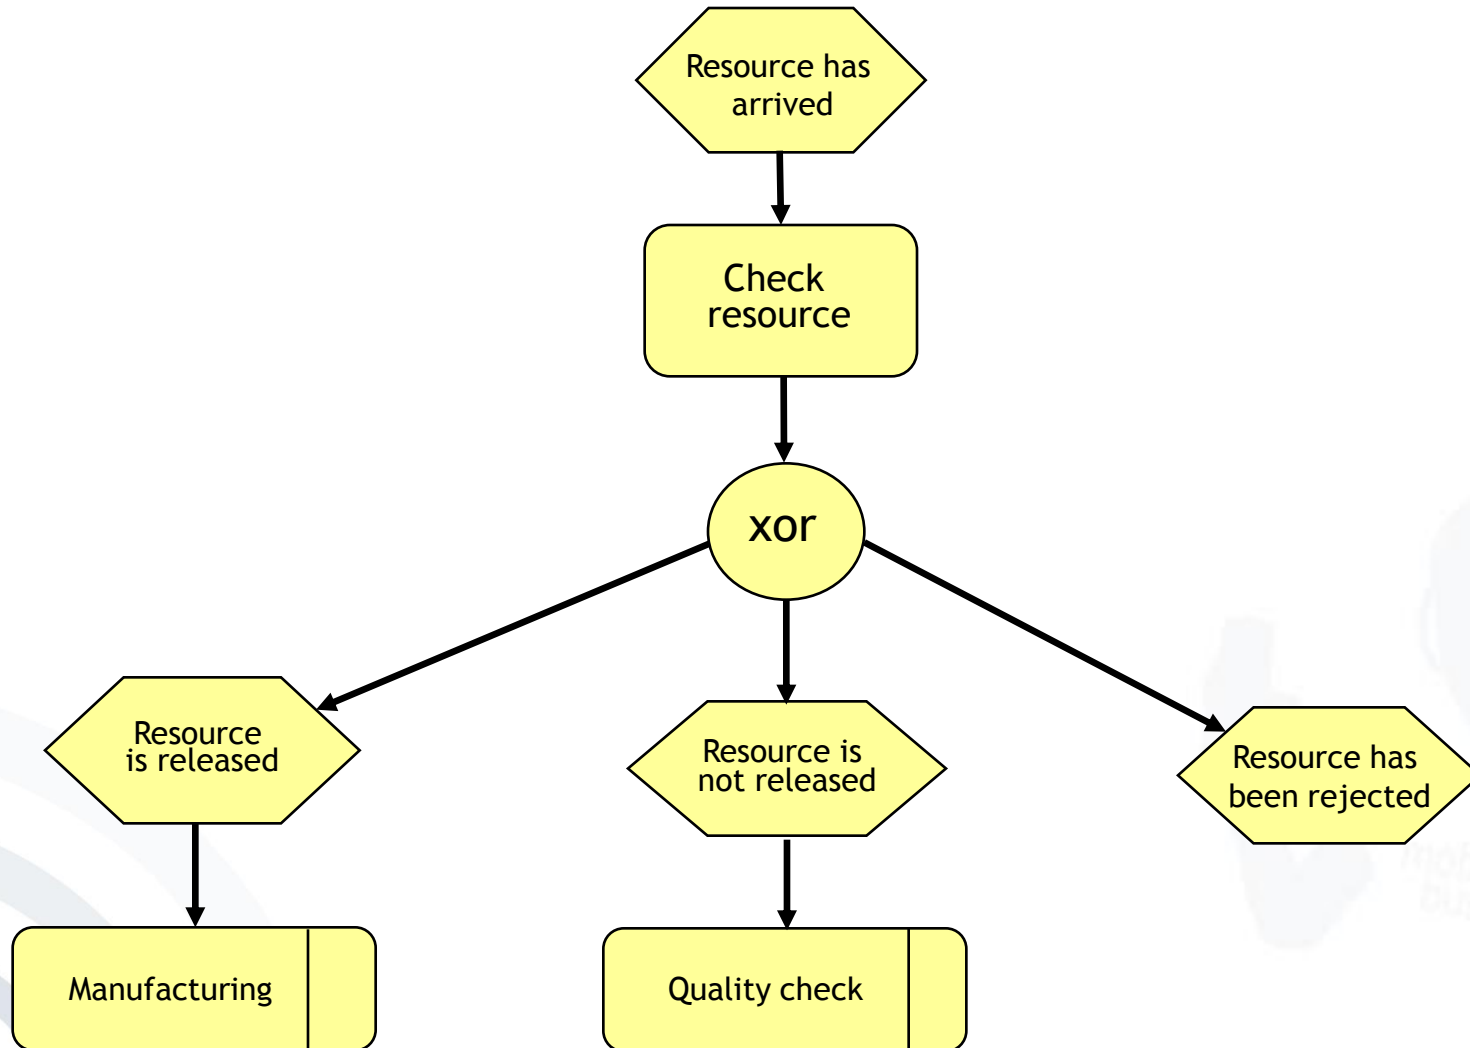 Resource has
arrived
Check
resource
xor
Resource
is released
Resource is
not released
Resource has
been rejected
Manufacturing
Quality check